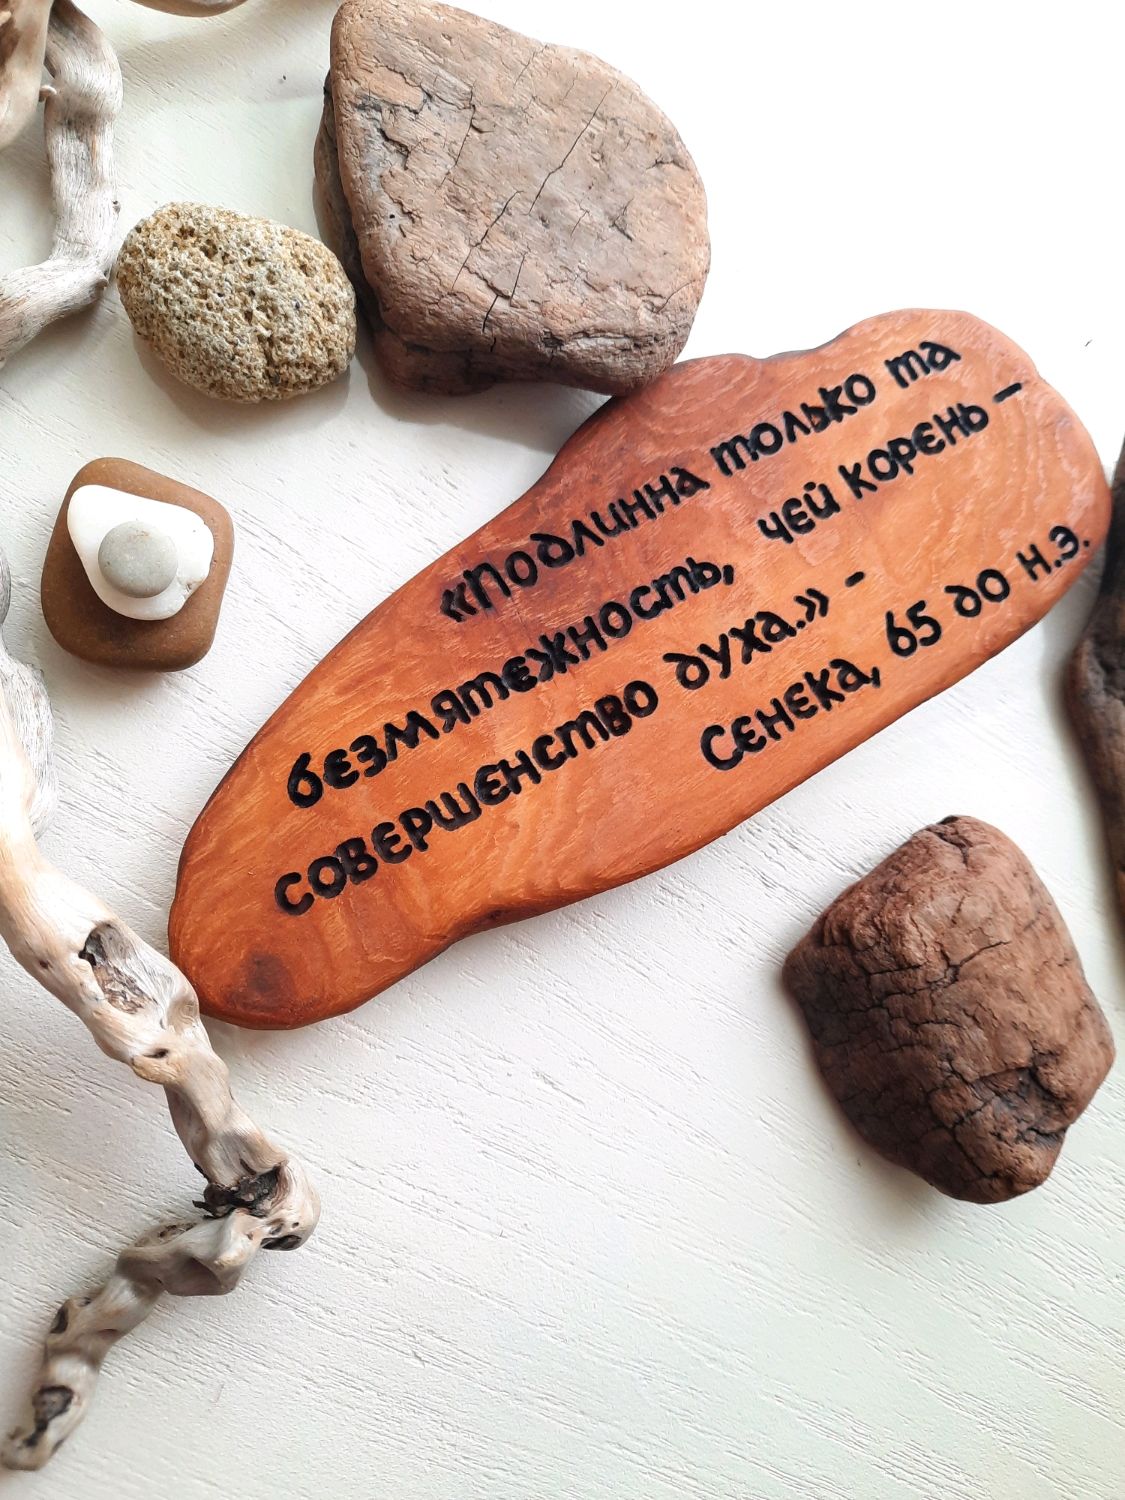 «Подлинна только та
безмятежность, чей корень –
совершенство духа.» –
Сенека, 65 до н.э.